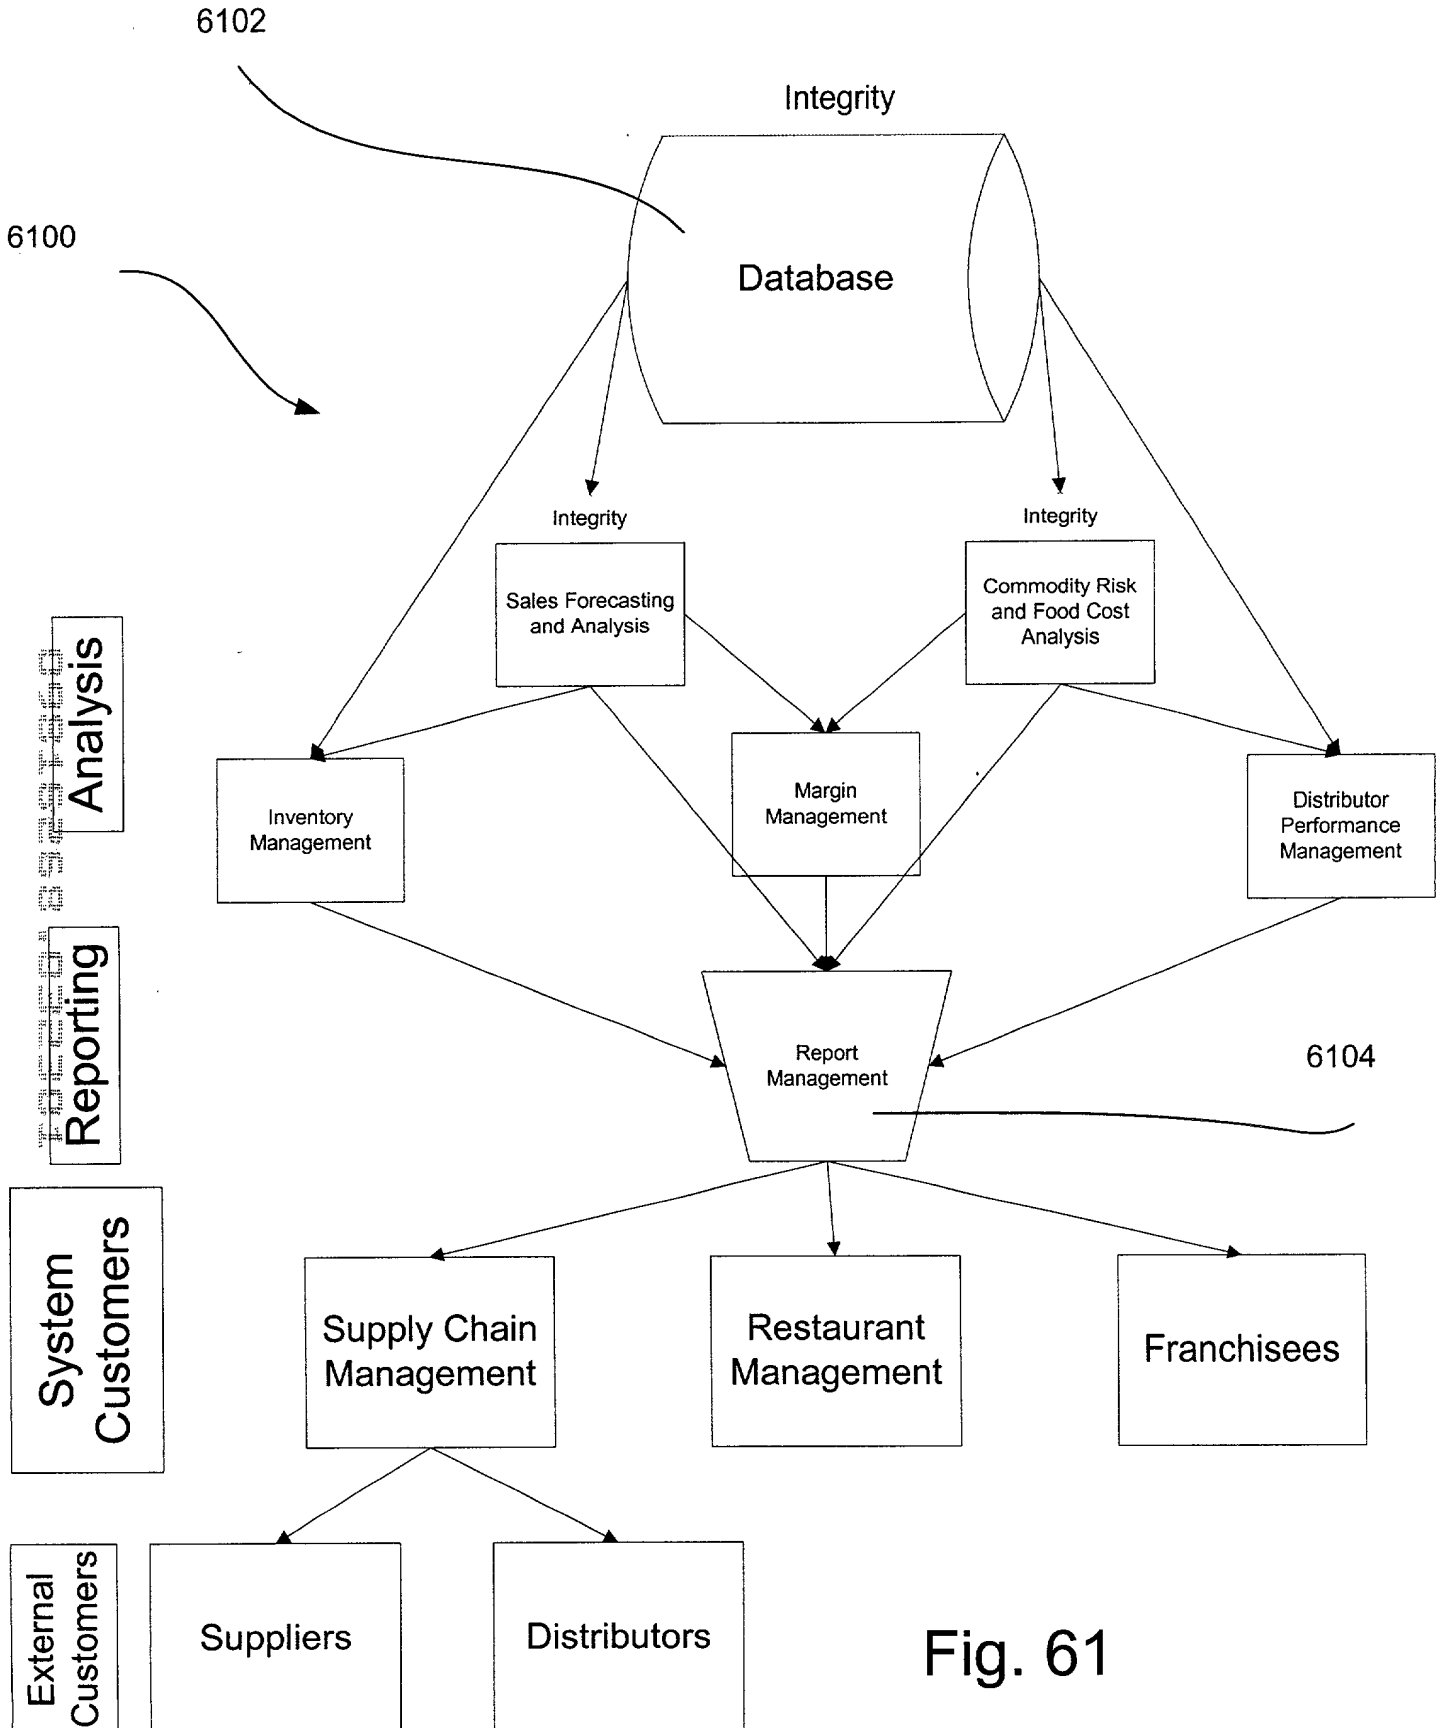 6102
Integrity
6100
Database
Integrity
Integrity
Sales Forecasting
and Analysis
Commodity Risk
and Food Cost
Analysis
Analysis
Inventory
Management
Margin
Management
Distributor
Performance
Management
Reporting
Report
Management
6104
System
Customers
Supply Chain
Management
Restaurant
Management
Franchisees
External
Customers
Suppliers
Distributors
Fig. 61